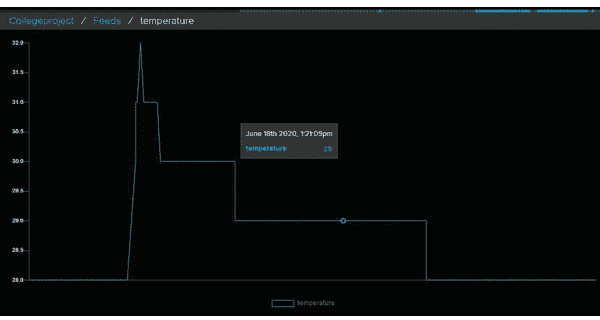 Collegeproject / Feeds / temperature
32.0
31.5
31.0
30.5
30.0
29.5
29.0
28.5
28.0
June 18th 2020, 1:21:09pm
temperature 29
temperature